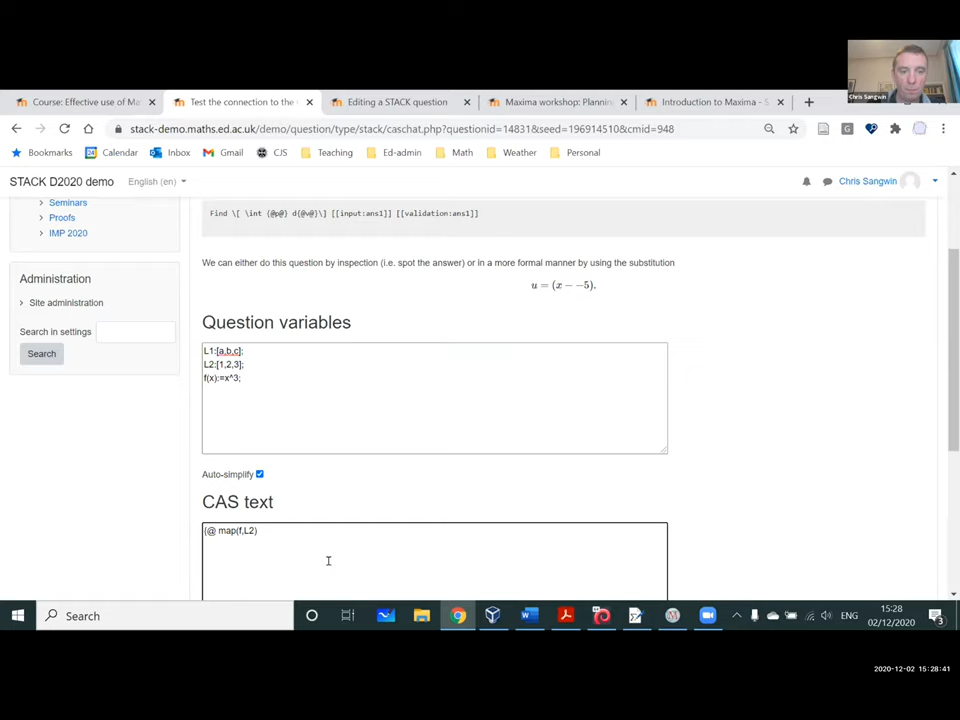 Chris Sangwin
Course: Effective use of Ma
Test the connection to the
Editing a STACK question
Maxima workshop: Plannin
Introduction to Maxima - S
stack-demo.maths.ed.ac.uk/demo/question/type/stack/caschat.php?questionid=14831&seed=196914510&cmid=948
Bookmarks Calendar Inbox Gmail CJS Teaching Ed-admin Math Weather Personal
STACK D2020 demo English (en) Chris Sangwin
Seminars
Proofs
IMP 2020
Administration
Site administration
Search in settings
Search
Find \[ \int {@p@} d{@v@}\] [[input:ans1]] [[validation:ans1]]
We can either do this question by inspection (i.e. spot the answer) or in a more formal manner by using the substitution
u = (x − −5).
Question variables
L1:[a,b,c];
L2:[1,2,3];
f(x):=x^3;
Auto-simplify
CAS text
{@ map(f,L2)
Search
ENG
15:28
02/12/2020
3
2020-12-02 15:28:41